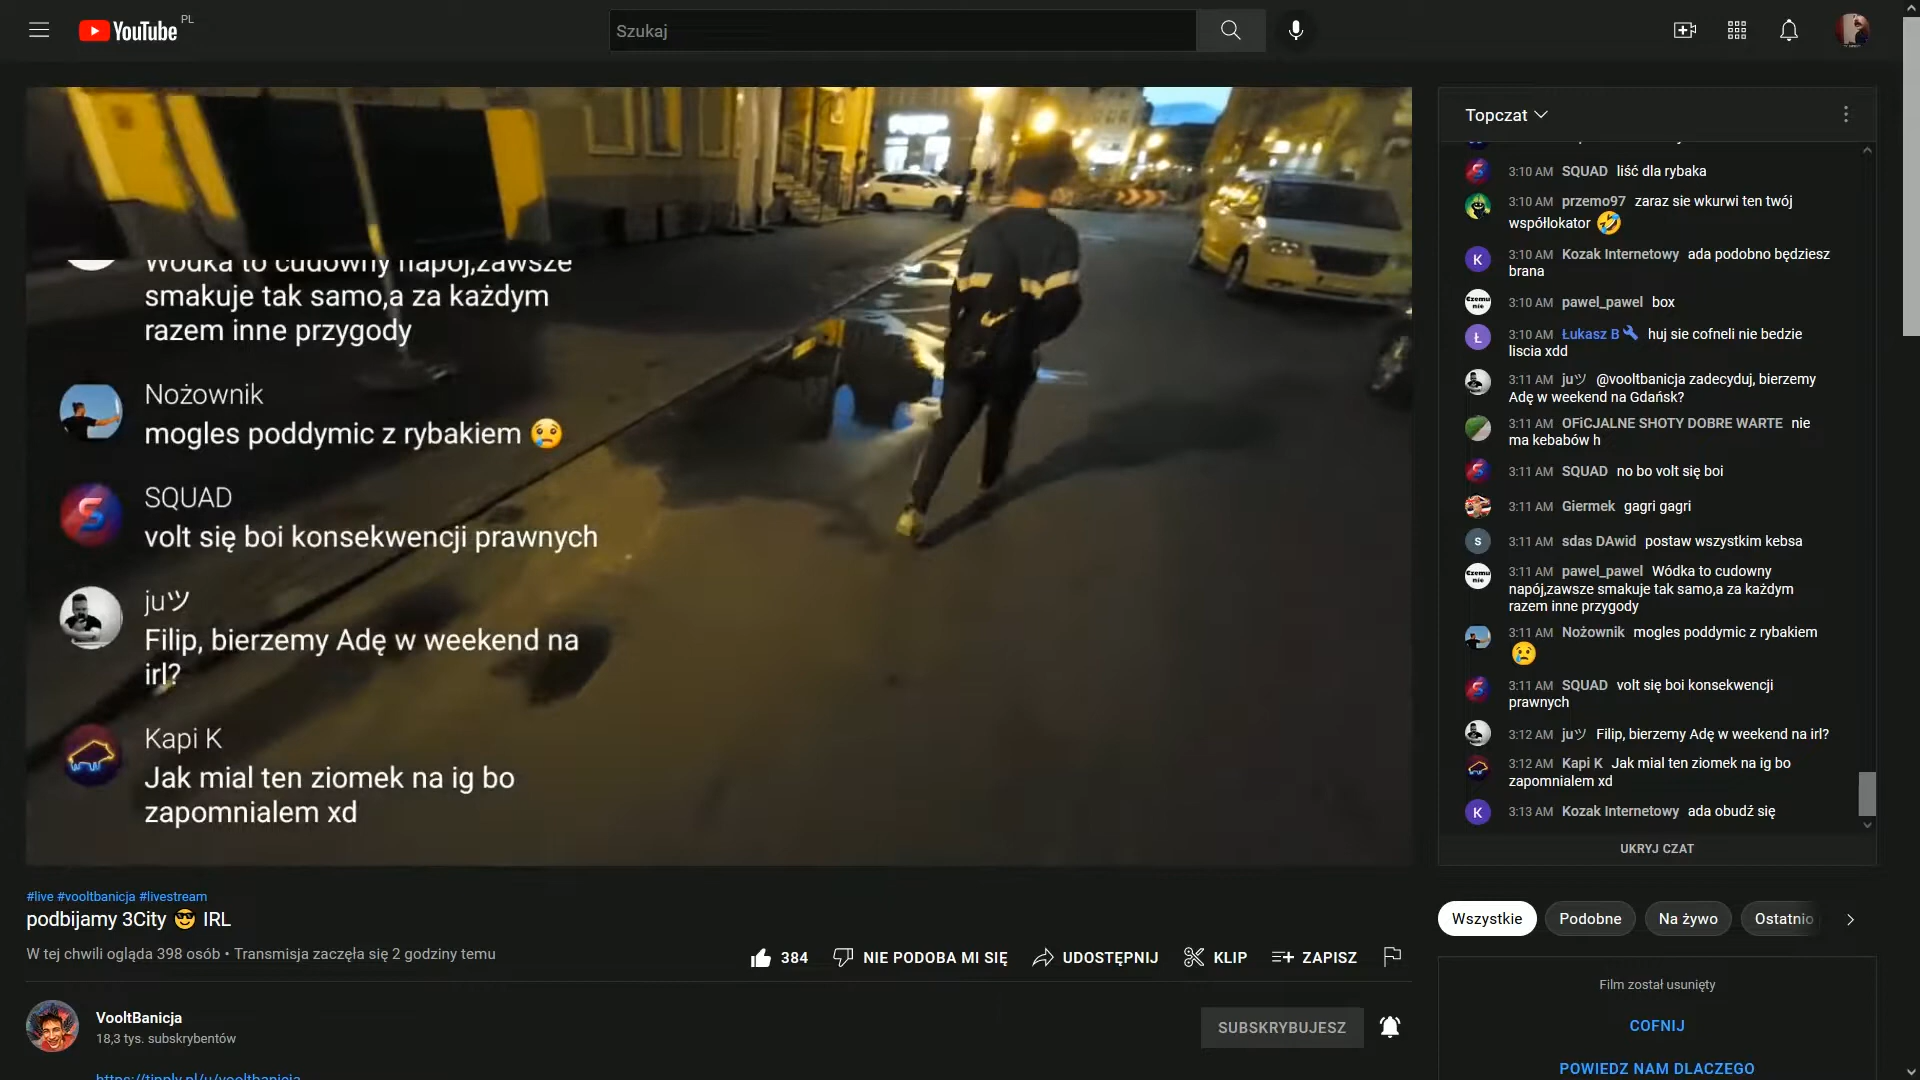 YouTube PL
Szukaj
Wódka to cudowny napój,zawsze
smakuje tak samo,a za każdym
razem inne przygody
Nożownik
mogles poddymic z rybakiem 😢
SQUAD
volt się boi konsekwencji prawnych
juツ
Filip, bierzemy Adę w weekend na
irl?
Kapi K
Jak mial ten ziomek na ig bo
zapomnialem xd
#live #vooltbanicja #livestream
podbijamy 3City 😎 IRL
W tej chwili ogląda 398 osób • Transmisja zaczęła się 2 godziny temu
384 NIE PODOBA MI SIĘ UDOSTĘPNIJ KLIP ZAPISZ
VooltBanicja
18,3 tys. subskrybentów
SUBSKRYBUJESZ
https://tipply.pl/u/vooltbanicja
Topczat
3:10 AM SQUAD liść dla rybaka
3:10 AM przemo97 zaraz sie wkurwi ten twój
współlokator 🤣
K
3:10 AM Kozak Internetowy ada podobno będziesz
brana
Czemu
nie
3:10 AM pawel_pawel box
Ł
3:10 AM Łukasz B huj sie cofneli nie bedzie
liscia xdd
3:11 AM juツ @vooltbanicja zadecyduj, bierzemy
Adę w weekend na Gdańsk?
3:11 AM OFiCJALNE SHOTY DOBRE WARTE nie
ma kebabów h
3:11 AM SQUAD no bo volt się boi
3:11 AM Giermek gagri gagri
s
3:11 AM sdas DAwid postaw wszystkim kebsa
Czemu
nie
3:11 AM pawel_pawel Wódka to cudowny
napój,zawsze smakuje tak samo,a za każdym
razem inne przygody
3:11 AM Nożownik mogles poddymic z rybakiem
😢
3:11 AM SQUAD volt się boi konsekwencji
prawnych
3:12 AM juツ Filip, bierzemy Adę w weekend na irl?
3:12 AM Kapi K Jak mial ten ziomek na ig bo
zapomnialem xd
K
3:13 AM Kozak Internetowy ada obudź się
UKRYJ CZAT
Wszystkie Podobne Na żywo Ostatnio
Film został usunięty
COFNIJ
POWIEDZ NAM DLACZEGO